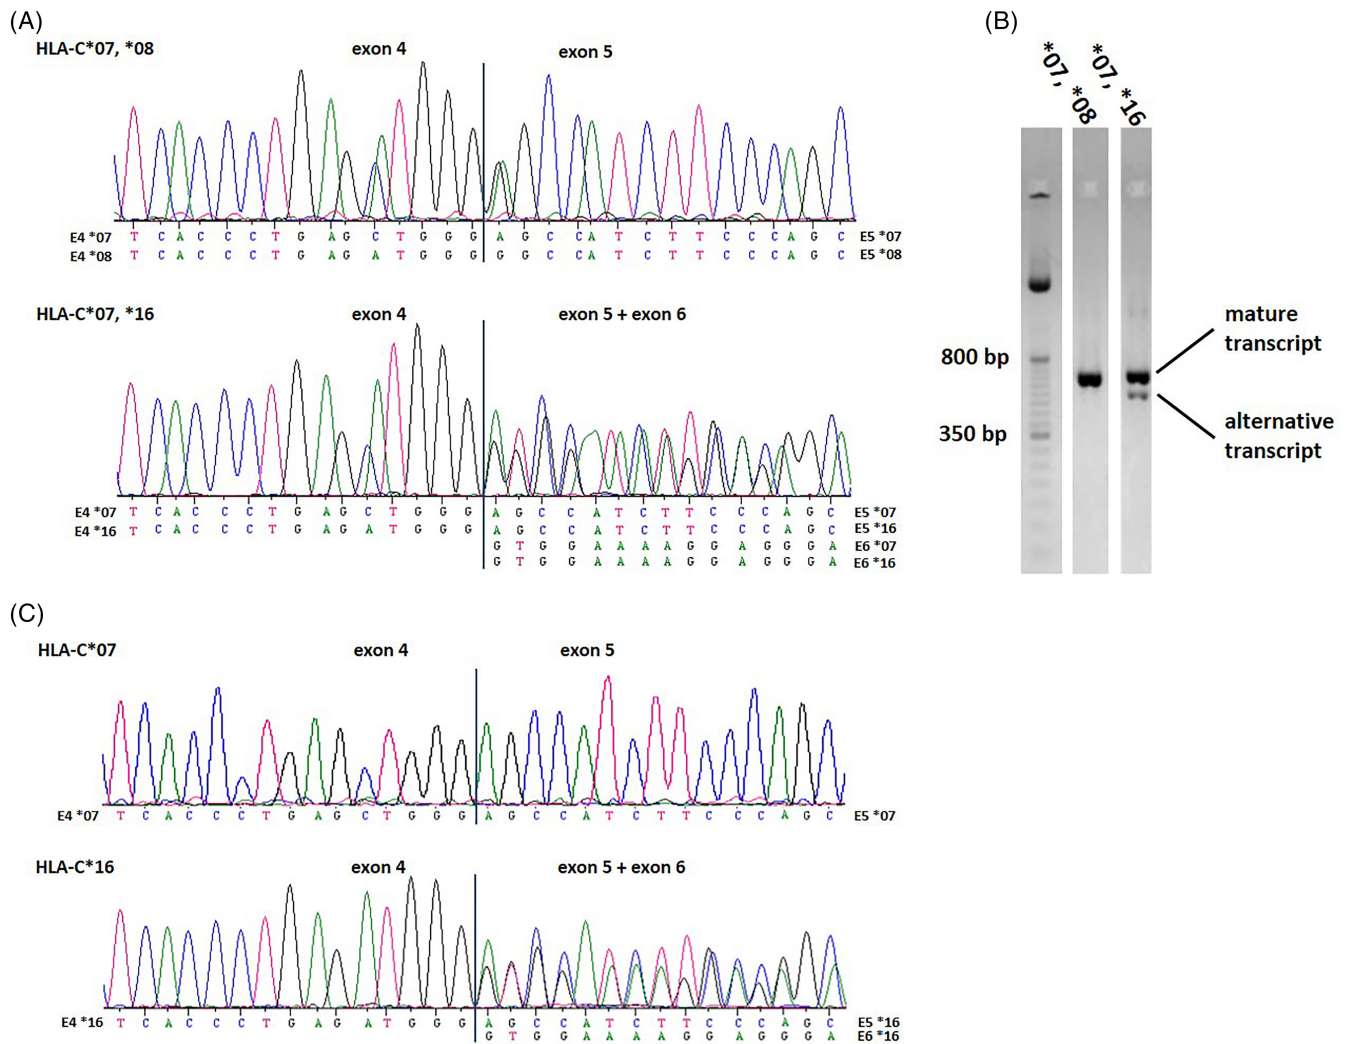 (A)
HLA-C*07, *08
exon 4
exon 5
E4 *07 T C A C C C T G A G C T G G G A G C C A T C T T C C C A G C E5 *07
E4 *08 T C A C C C T G A G A T G G G G G C C A T C T T C C C A G C E5 *08
HLA-C*07, *16
exon 4
exon 5 + exon 6
E4 *07 T C A C C C T G A G C T G G G A G C C A T C T T C C C A G C E5 *07
E4 *16 T C A C C C T G A G A T G G G A G C C A T C T T C C C A G C E5 *16
G T G G A A A A G G A G G G A E6 *07
G T G G A A A A G G A G G G A E6 *16
(B)
*07, *08
*07, *16
800 bp
350 bp
mature
transcript
alternative
transcript
(C)
HLA-C*07
exon 4
exon 5
E4 *07 T C A C C C T G A G C T G G G A G C C A T C T T C C C A G C E5 *07
HLA-C*16
exon 4
exon 5 + exon 6
E4 *16 T C A C C C T G A G A T G G G A G C C A T C T T C C C A G C E5 *16
G T G G A A A A G G A G G G A E6 *16